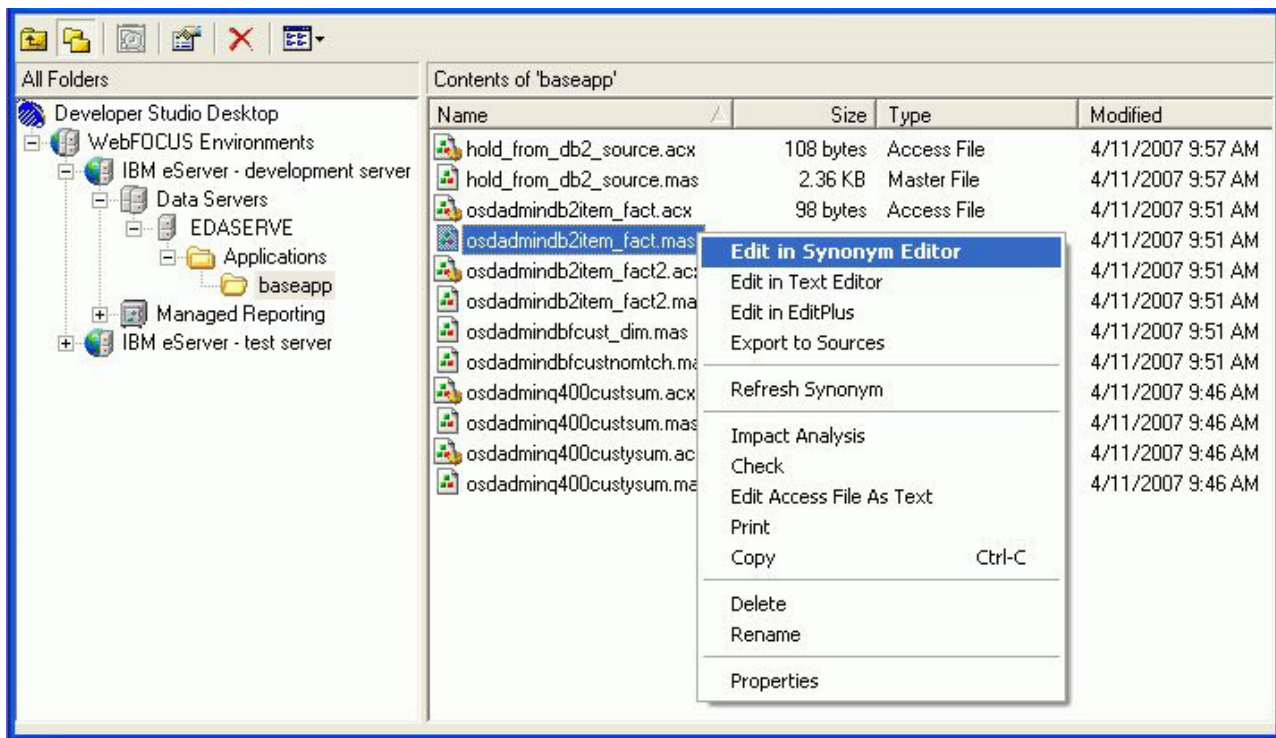 All Folders
Contents of 'baseapp'
Developer Studio Desktop
WebFOCUS Environments
IBM eServer - development server
Data Servers
EDASERVE
Applications
baseapp
Managed Reporting
IBM eServer - test server
Name Size Type Modified
hold_from_db2_source.acx 108 bytes Access File 4/11/2007 9:57 AM
hold_from_db2_source.mas 2.36 KB Master File 4/11/2007 9:57 AM
osdadmindb2item_fact.acx 98 bytes Access File 4/11/2007 9:51 AM
osdadmindb2item_fact.mas 4/11/2007 9:51 AM
osdadmindb2item_fact2.ac 4/11/2007 9:51 AM
osdadmindb2item_fact2.ma 4/11/2007 9:51 AM
osdadmindbfcust_dim.mas 4/11/2007 9:51 AM
osdadmindbfcustnomtch.ma 4/11/2007 9:51 AM
osdadminq400custsum.acx 4/11/2007 9:46 AM
osdadminq400custsum.mas 4/11/2007 9:46 AM
osdadminq400custysum.ac 4/11/2007 9:46 AM
osdadminq400custysum.ma 4/11/2007 9:46 AM
Edit in Synonym Editor
Edit in Text Editor
Edit in EditPlus
Export to Sources
Refresh Synonym
Impact Analysis
Check
Edit Access File As Text
Print
Copy Ctrl-C
Delete
Rename
Properties